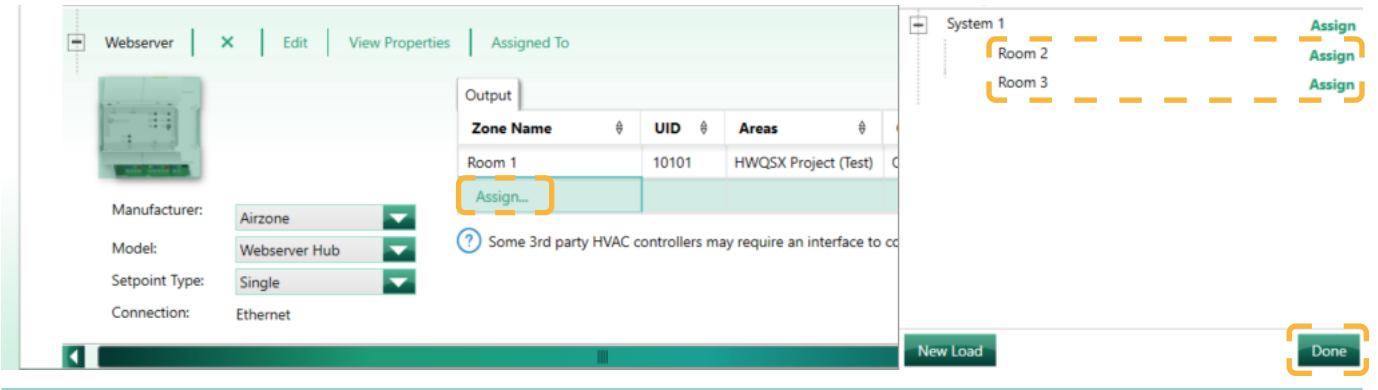 Webserver × Edit View Properties Assigned To
Output
Zone Name UID Areas
Room 1 10101 HWQSX Project (Test)
Assign...
? Some 3rd party HVAC controllers may require an interface to
Manufacturer: Airzone
Model: Webserver Hub
Setpoint Type: Single
Connection: Ethernet
System 1 Assign
Room 2 Assign
Room 3 Assign
New Load Done